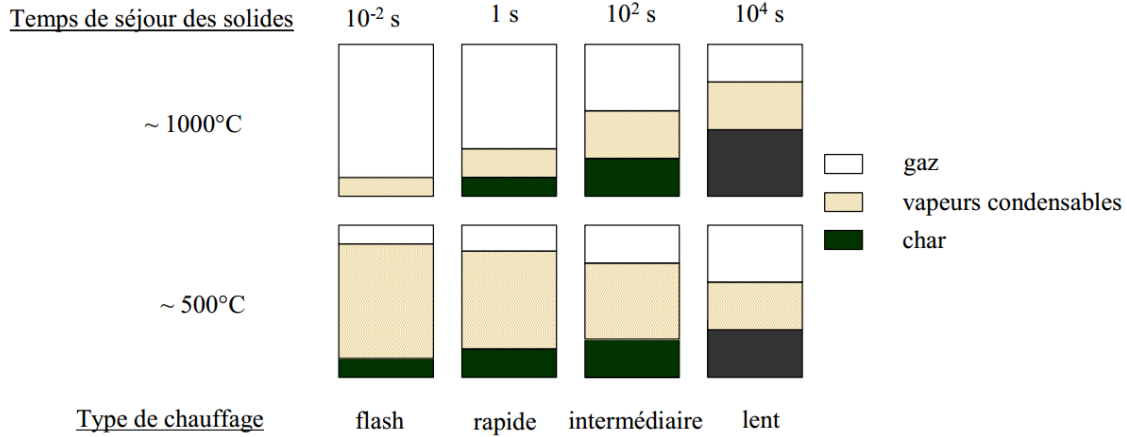 Temps de séjour des solides 10⁻² s 1 s 10² s 10⁴ s
~ 1000°C
gaz
vapeurs condensables
char
~ 500°C
Type de chauffage flash rapide intermédiaire lent